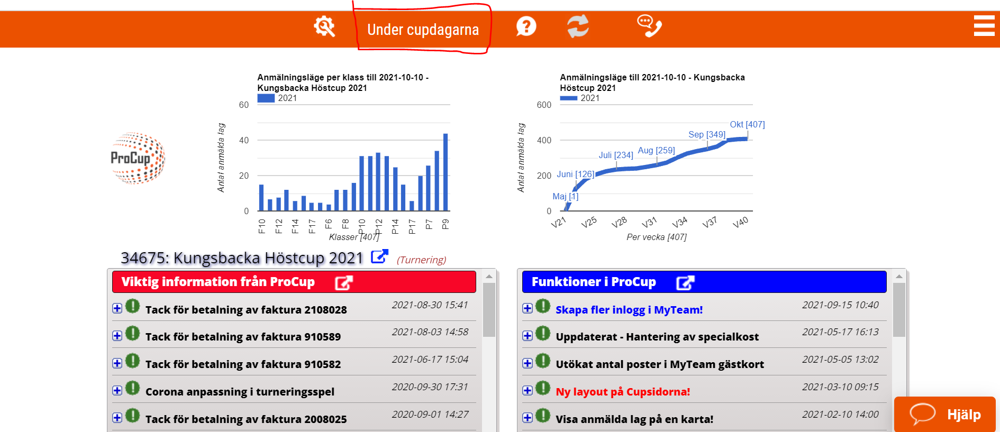 Under cupdagarna
Anmälningsläge per klass till 2021-10-10 -
Kungsbacka Höstcup 2021
2021
60
40
20
0
Antal anmälda lag
F10
F12
F14
F17
F6
F8
P10
P12
P14
P17
P7
P9
Klasser [407]
Anmälningsläge till 2021-10-10 - Kungsbacka
Höstcup 2021
2021
600
400
200
0
Antal anmälda lag
Maj [1]
Juni [126]
Juli [234]
Aug [259]
Sep [349]
Okt [407]
V21
V25
V28
V31
V34
V37
V40
Per vecka [407]
ProCup
34675: Kungsbacka Höstcup 2021 (Turnering)
Viktig information från ProCup
Tack för betalning av faktura 2108028 2021-08-30 15:41
Tack för betalning av faktura 910589 2021-08-03 14:58
Tack för betalning av faktura 910582 2021-06-17 15:04
Corona anpassning i turneringsspel 2020-09-30 17:31
Tack för betalning av faktura 2008025 2020-09-01 14:27
Funktioner i ProCup
Skapa fler inlogg i MyTeam! 2021-09-15 10:40
Uppdaterat - Hantering av specialkost 2021-05-17 16:13
Utökat antal poster i MyTeam gästkort 2021-05-05 13:02
Ny layout på Cupsidorna! 2021-03-10 09:15
Visa anmälda lag på en karta! 2021-02-10 14:00
Hjälp